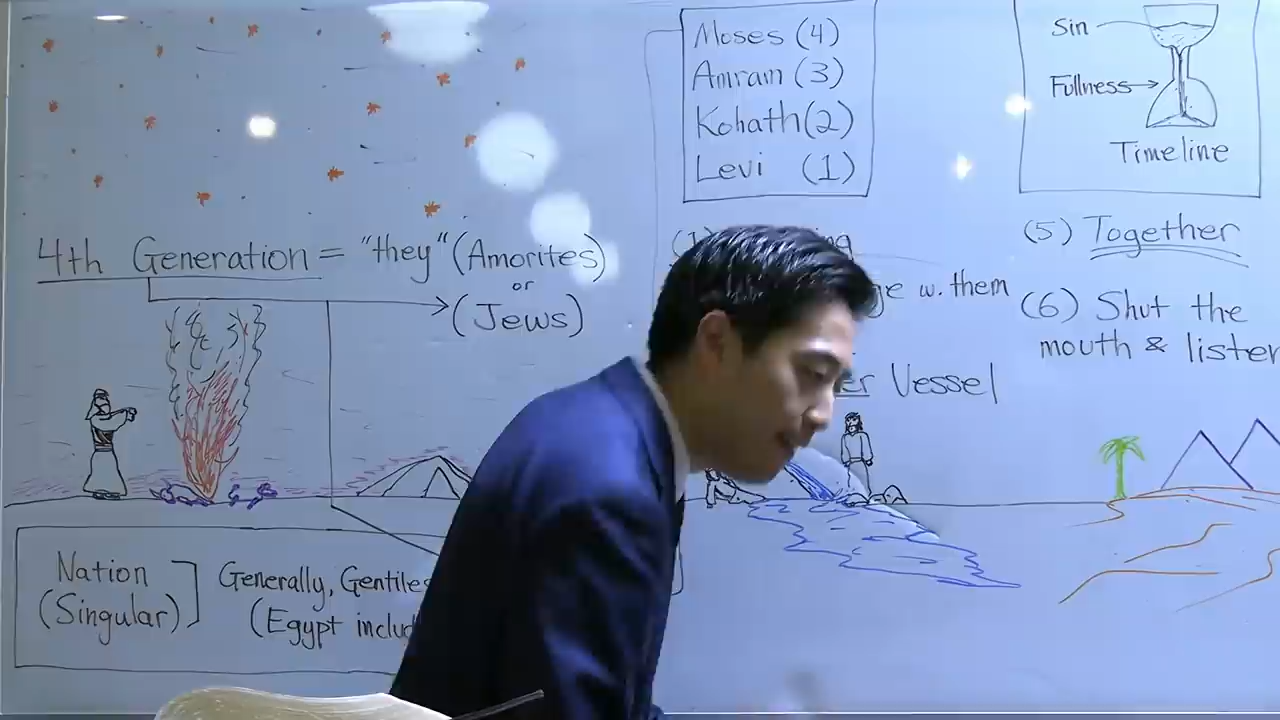 Moses (4)
Amram (3)
Kohath (2)
Levi (1)
Sin
Fullness
Timeline
4th Generation = "they" (Amorites)
or
(Jews)
w. them
Vessel
(5) Together
(6) Shut the
mouth & listen
Nation
(Singular)
Generally, Gentiles
(Egypt